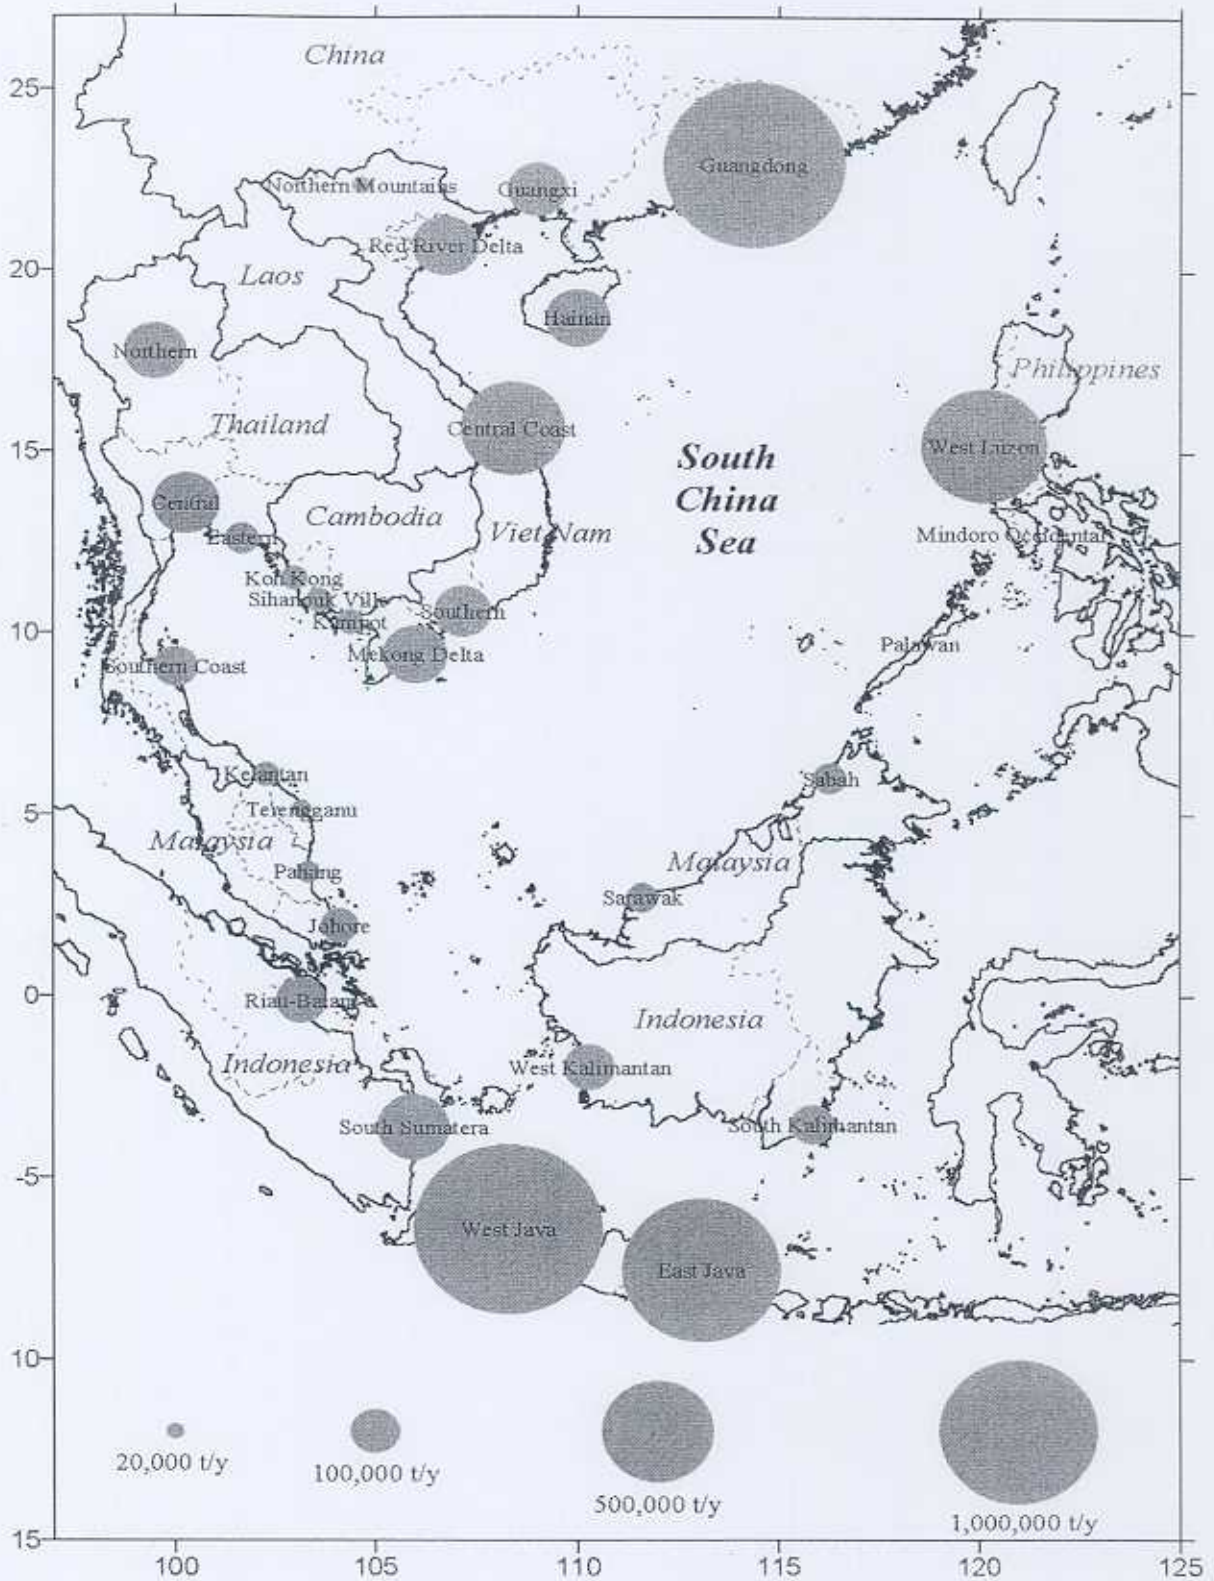 China
25
Guangdong
Northern Mountains
Guangxi
Red River Delta
20
Laos
Hainan
Northern
Philippines
Thailand
Central Coast
15
West Luzon
South
China
Sea
Central
Cambodia
Viet Nam
Eastern
Mindoro Occidental
Koh Kong
Sihanouk Ville
Southern
Kampot
10
Palawan
Mekong Delta
Southern Coast
Kelantan
Sabah
5
Terengganu
Malaysia
Malaysia
Pahang
Sarawak
Johore
0
Riau-Batam &
Indonesia
Indonesia
West Kalimantan
South Sumatera
South Kalimantan
-5
West Java
East Java
10
20,000 t/y
100,000 t/y
500,000 t/y
1,000,000 t/y
15
100 105 110 115 120 125